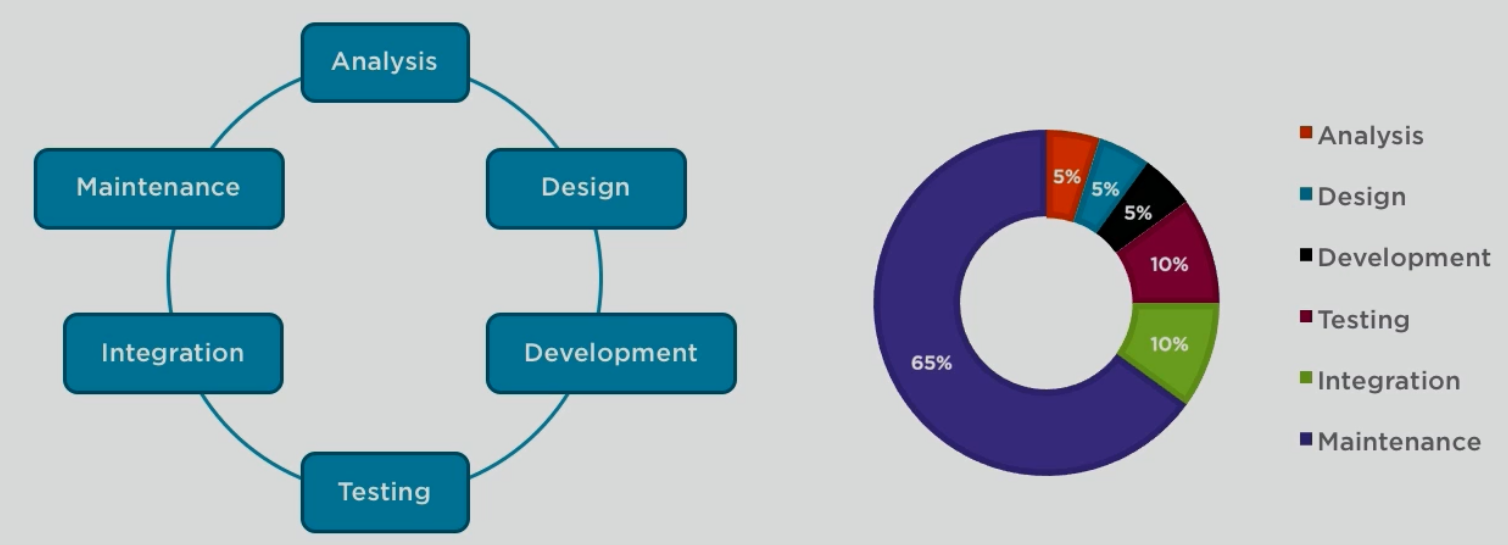 Analysis
Maintenance
Design
Integration
Development
Testing
5%
5%
5%
10%
10%
65%
Analysis
Design
Development
Testing
Integration
Maintenance